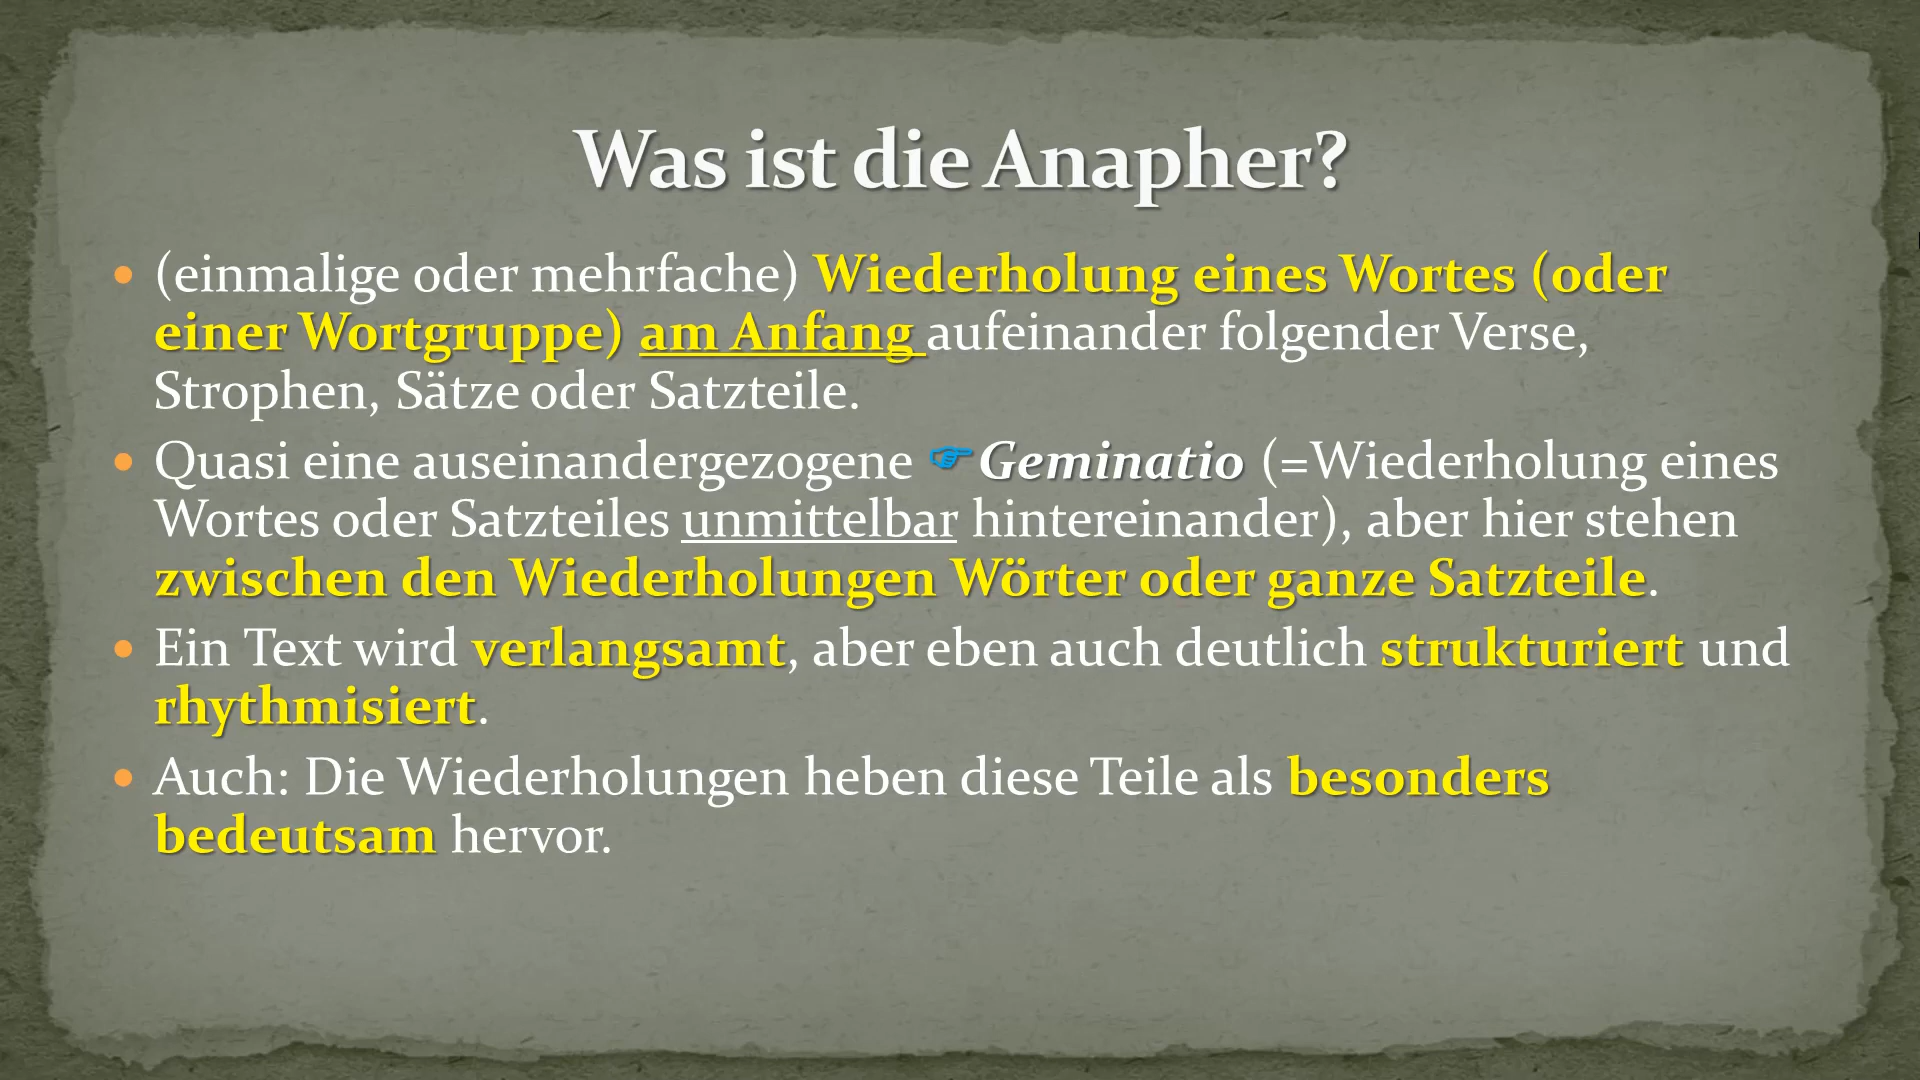 Was ist die Anapher?
• (einmalige oder mehrfache) Wiederholung eines Wortes (oder
einer Wortgruppe) am Anfang aufeinander folgender Verse,
Strophen, Sätze oder Satzteile.
• Quasi eine auseinandergezogene ☞Geminatio (=Wiederholung eines
Wortes oder Satzteiles unmittelbar hintereinander), aber hier stehen
zwischen den Wiederholungen Wörter oder ganze Satzteile.
• Ein Text wird verlangsamt, aber eben auch deutlich strukturiert und
rhythmisiert.
• Auch: Die Wiederholungen heben diese Teile als besonders
bedeutsam hervor.